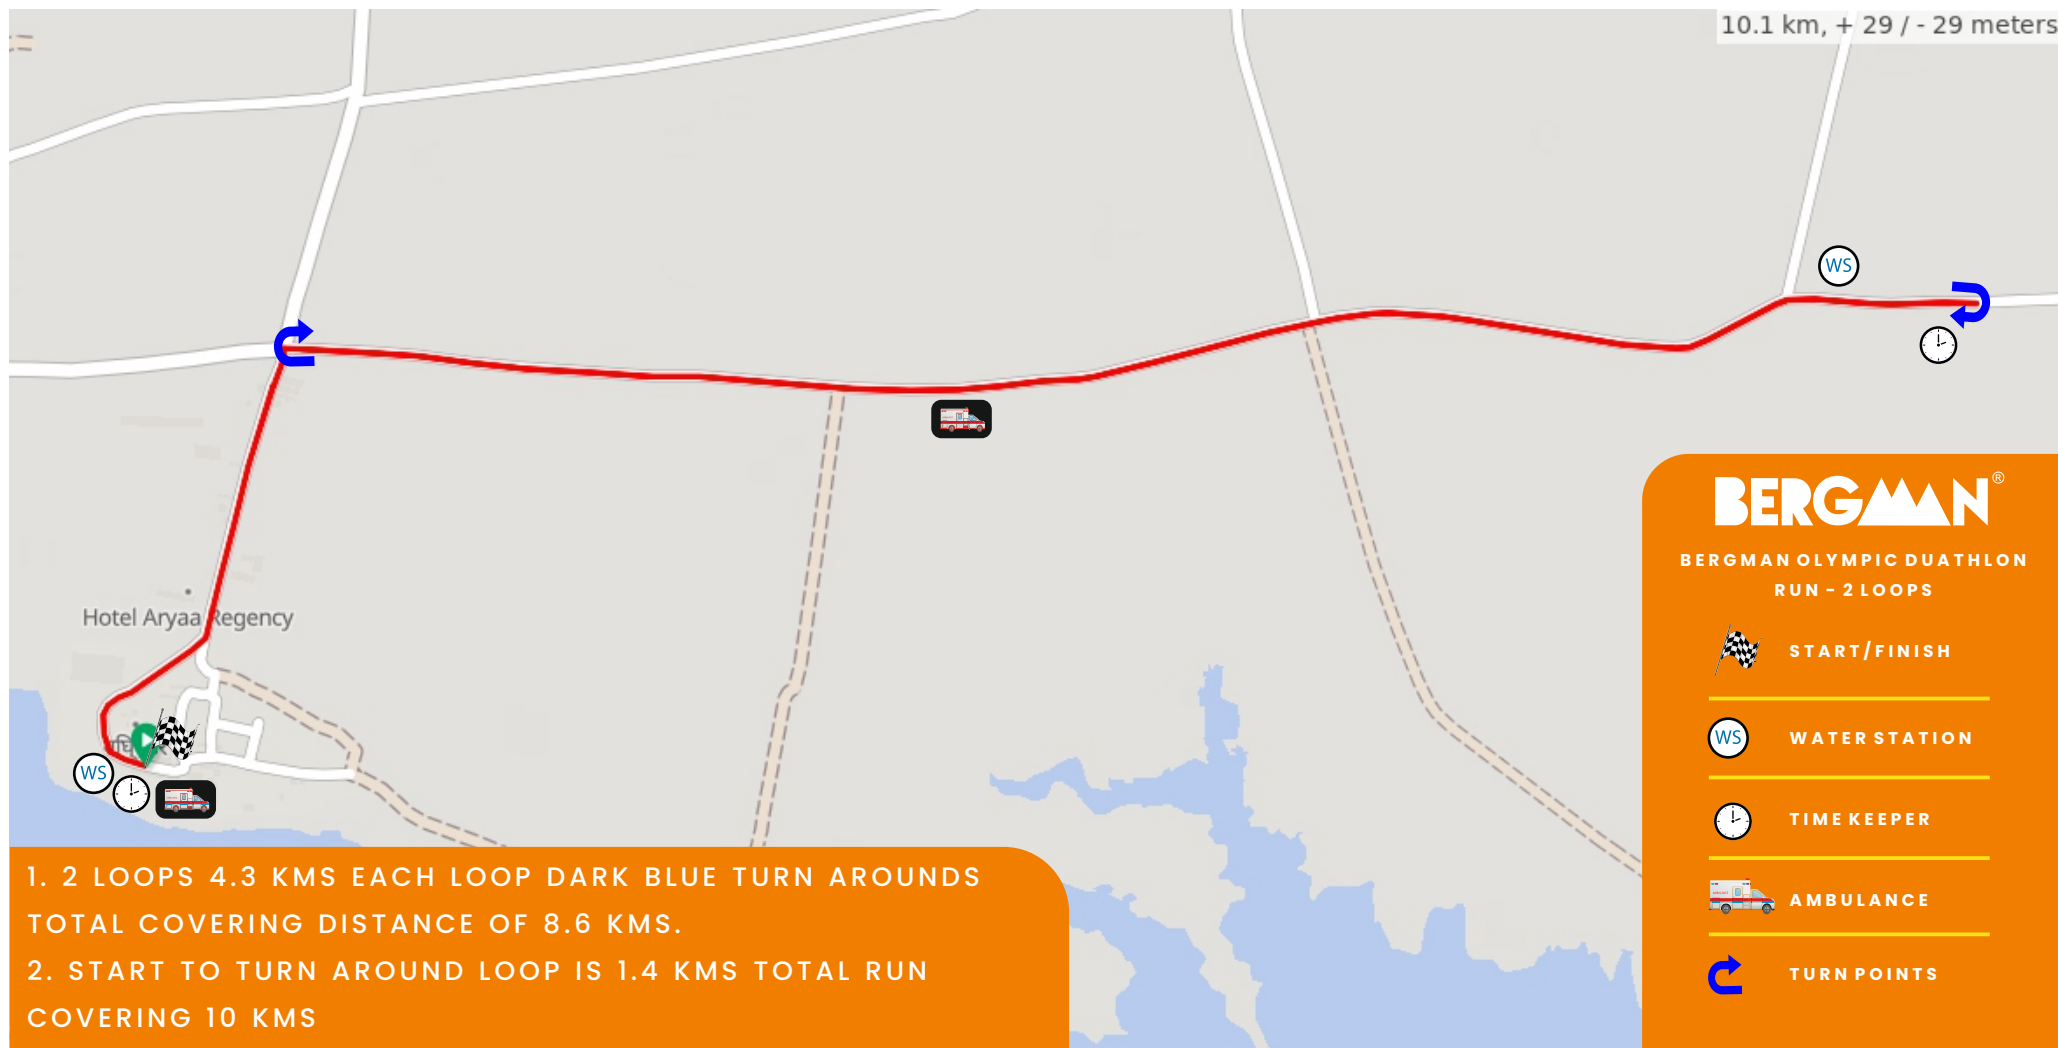 10.1 km, + 29 / - 29 meters
WS
Hotel Aryaa Regency
WS
BERGMAN®
BERGMAN OLYMPIC DUATHLON
RUN - 2 LOOPS
START/FINISH
WS WATER STATION
TIME KEEPER
AMBULANCE
TURN POINTS
1. 2 LOOPS 4.3 KMS EACH LOOP DARK BLUE TURN AROUNDS
TOTAL COVERING DISTANCE OF 8.6 KMS.
2. START TO TURN AROUND LOOP IS 1.4 KMS TOTAL RUN
COVERING 10 KMS